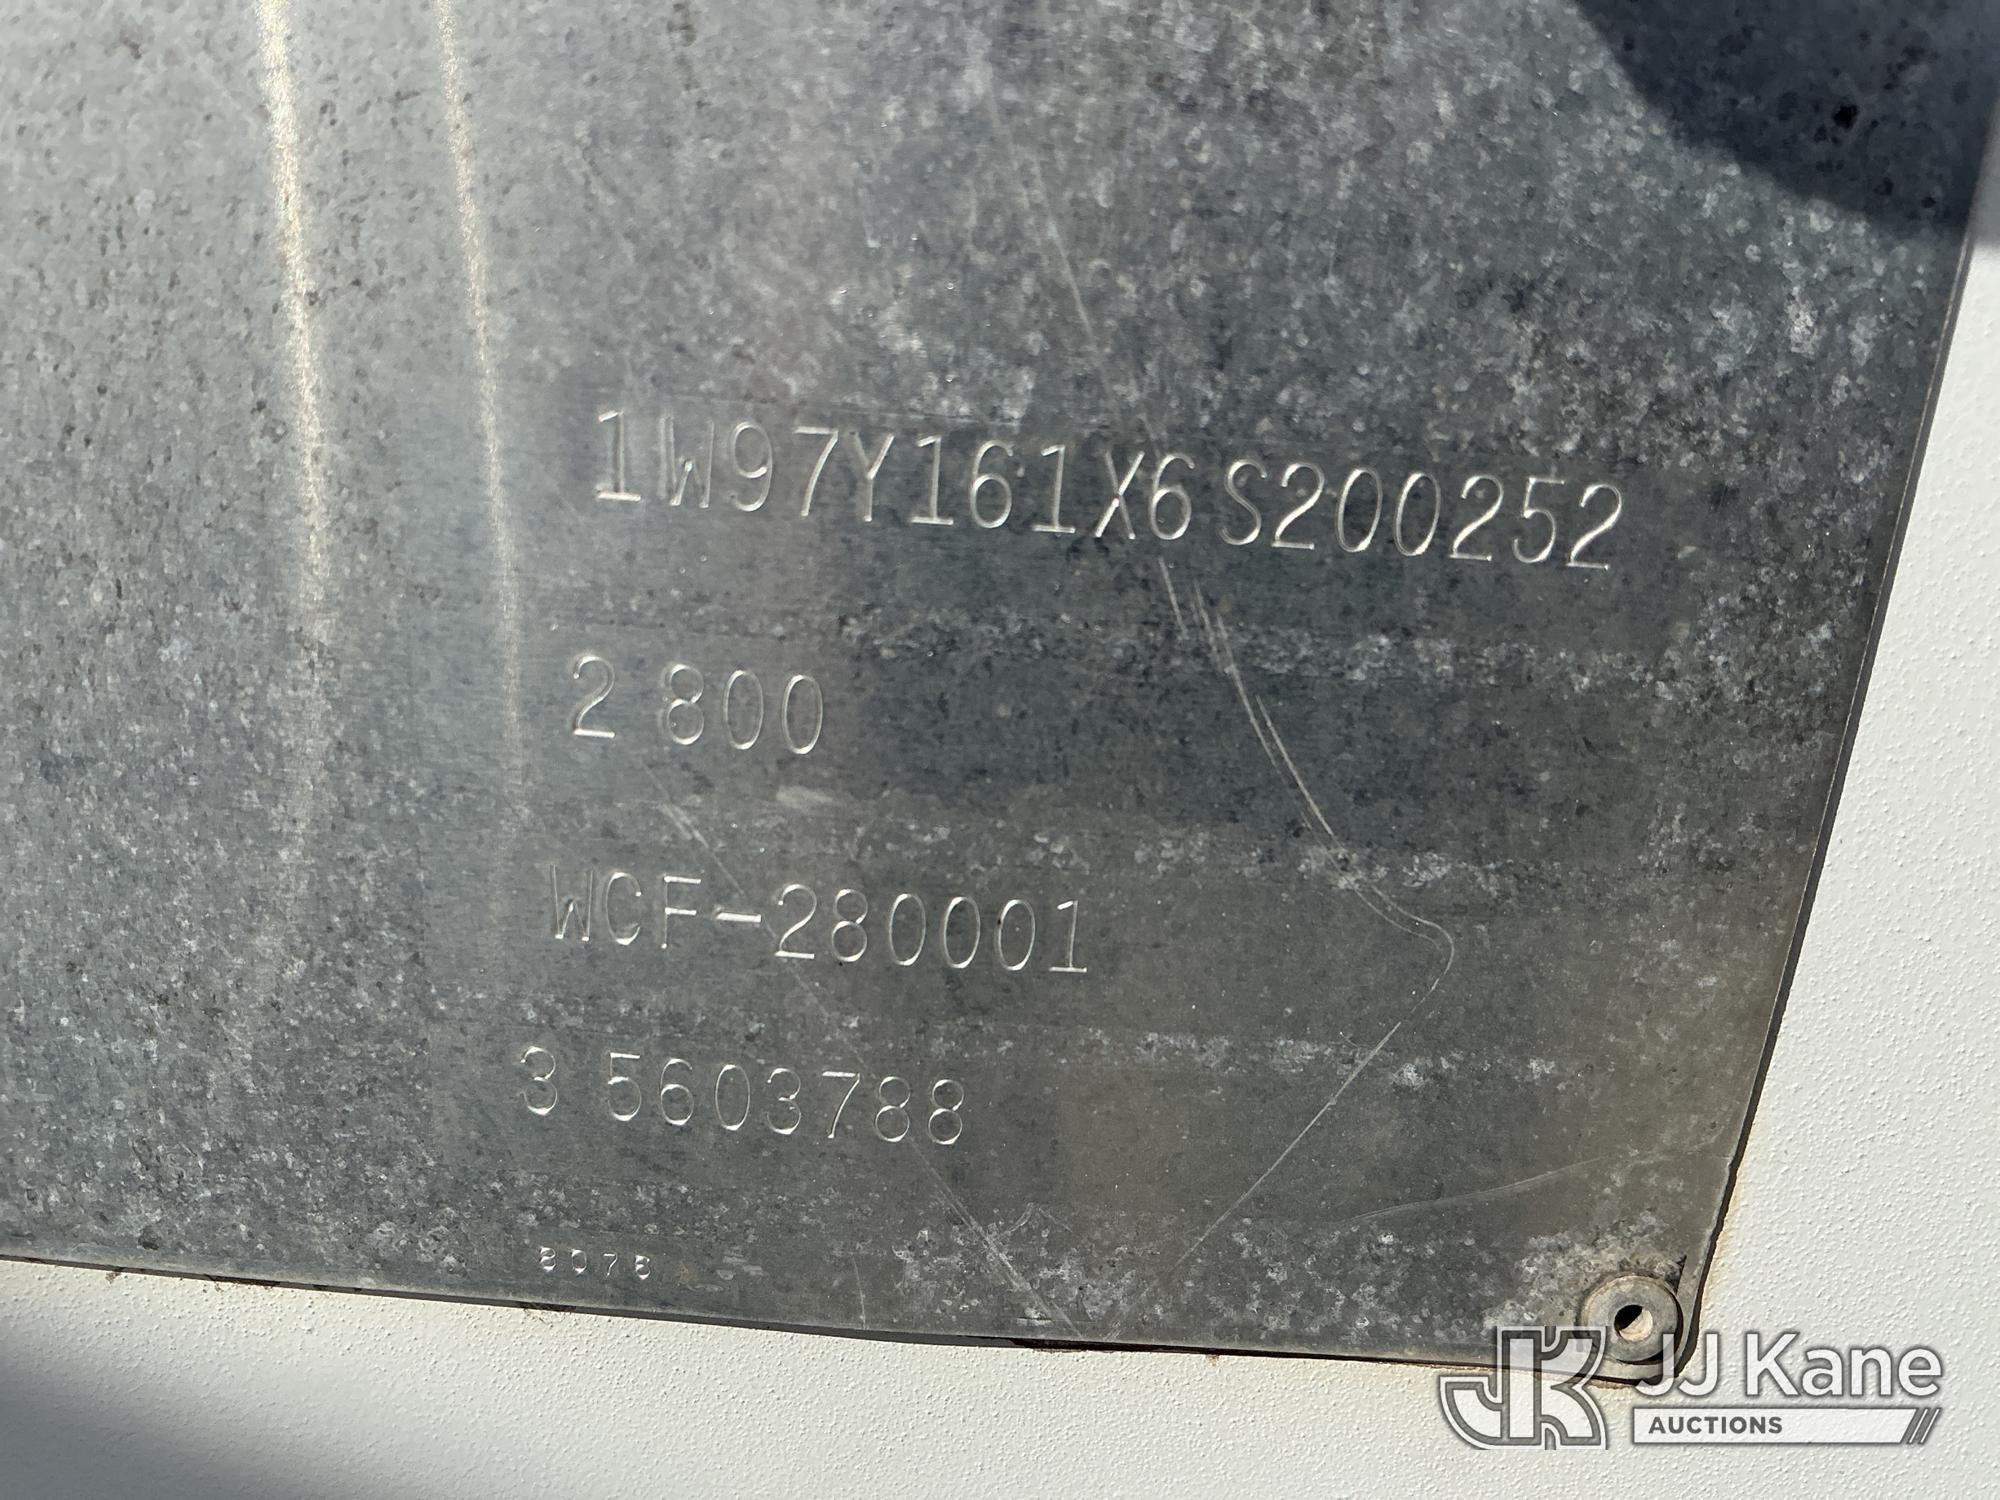 1W97Y161X6S200252
2 800
WCF-280001
3 5603788
8076
JJ Kane
AUCTIONS